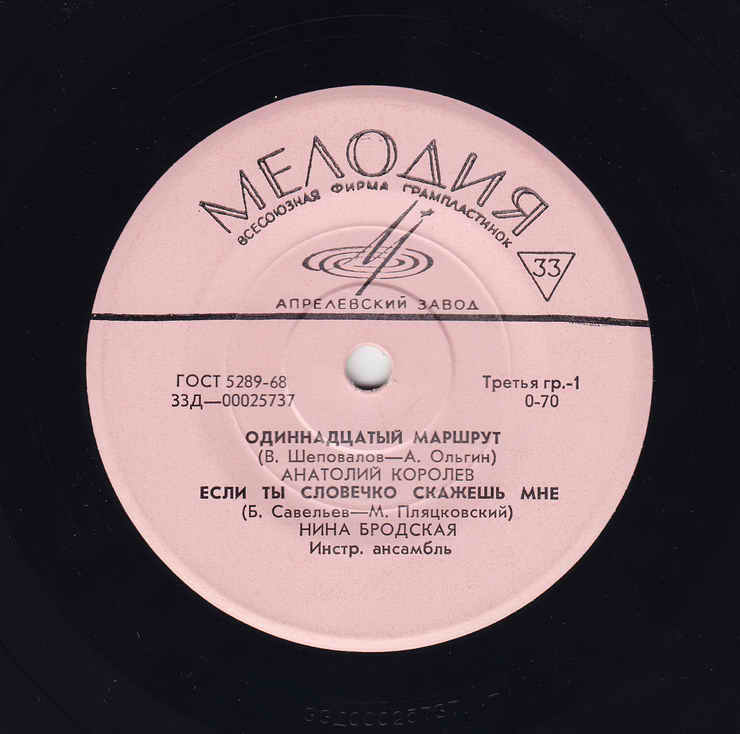 МЕЛОДИЯ
ВСЕСОЮЗНАЯ ФИРМА ГРАМПЛАСТИНОК
33
АПРЕЛЕВСКИЙ ЗАВОД
ГОСТ 5289-68 Третья гр.-1
33Д—00025737 0-70
ОДИННАДЦАТЫЙ МАРШРУТ
(В. Шеповалов—А. Ольгин)
АНАТОЛИЙ КОРОЛЕВ
ЕСЛИ ТЫ СЛОВЕЧКО СКАЖЕШЬ МНЕ
(Б. Савельев—М. Пляцковский)
НИНА БРОДСКАЯ
Инстр. ансамбль